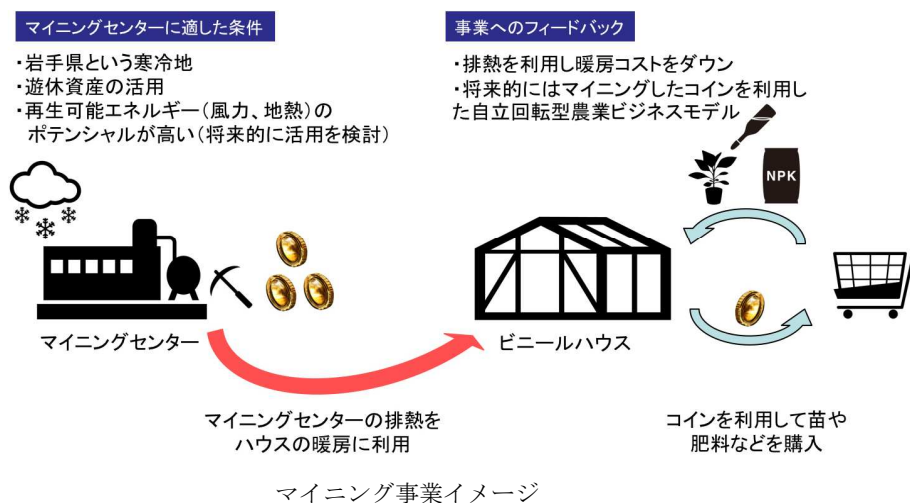 マイニングセンターに適した条件
・岩手県という寒冷地
・遊休資産の活用
・再生可能エネルギー（風力、地熱）の
ポテンシャルが高い（将来的に活用を検討）
事業へのフィードバック
・排熱を利用し暖房コストをダウン
・将来的にはマイニングしたコインを利用し
た自立回転型農業ビジネスモデル
NPK
マイニングセンター
ビニールハウス
マイニングセンターの排熱を
ハウスの暖房に利用
コインを利用して苗や
肥料などを購入
マイニング事業イメージ